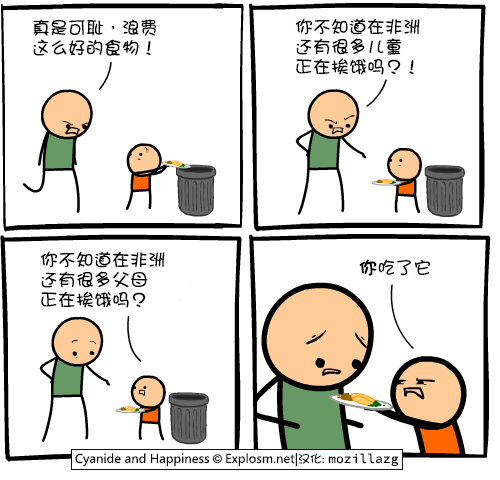 真是可耻，浪费
这么好的食物！
你不知道在非洲
还有很多儿童
正在挨饿吗？！
你不知道在非洲
还有很多父母
正在挨饿吗？
你吃了它
Cyanide and Happiness © Explosm.net|汉化: mozillazg